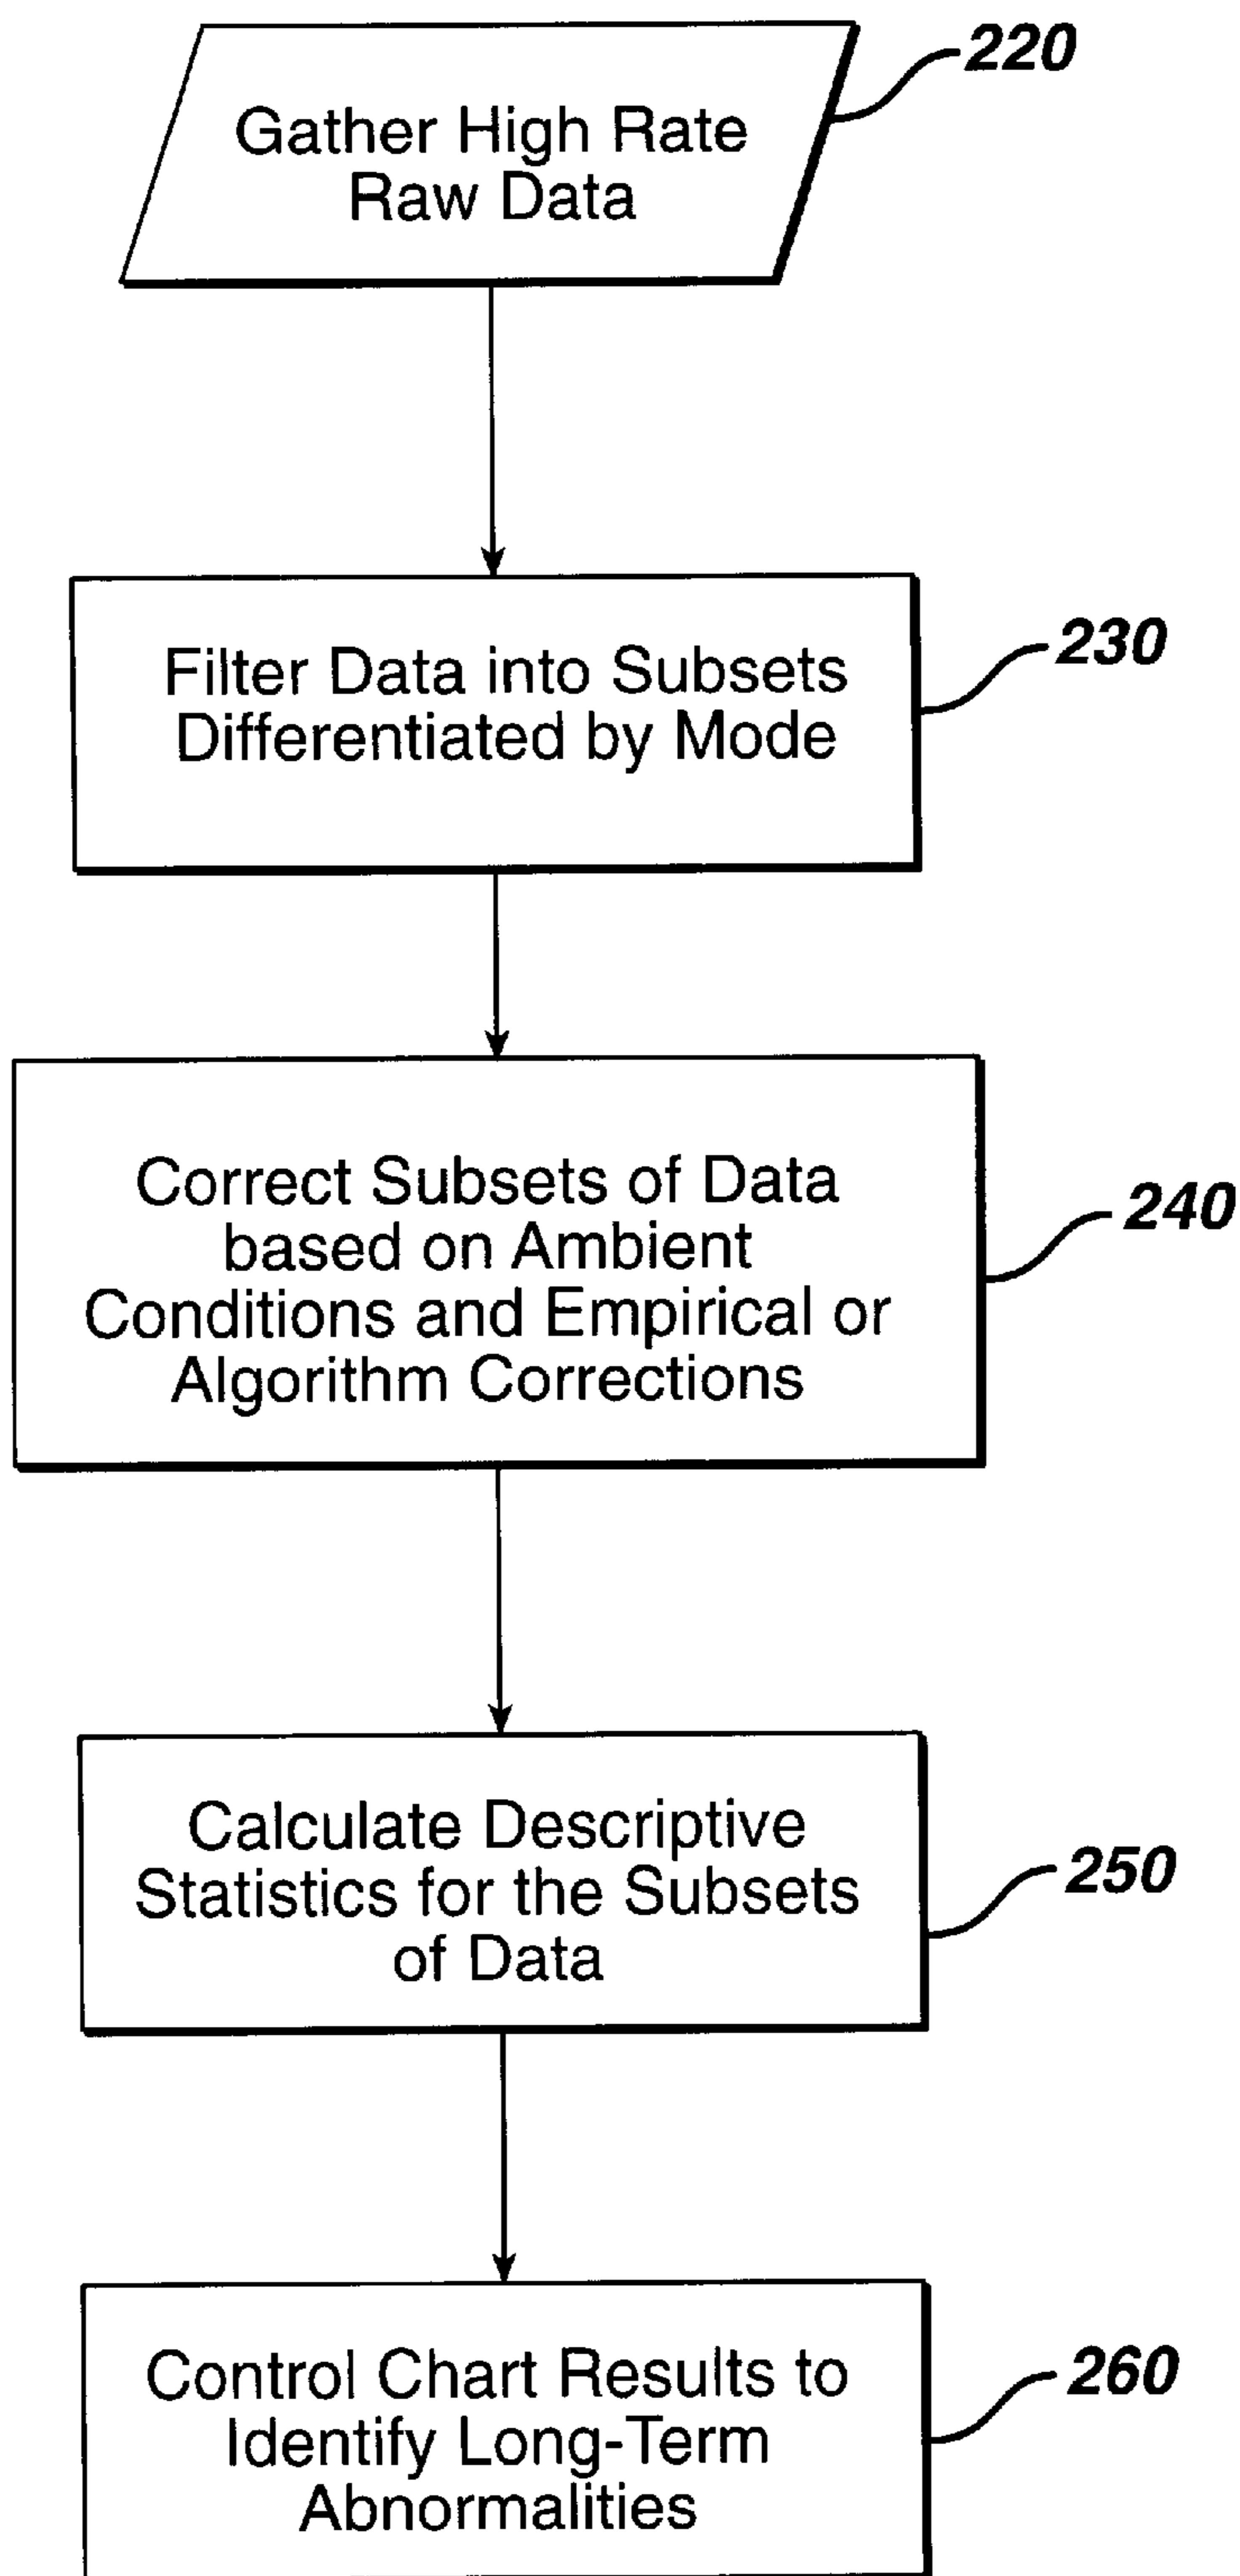 220
Gather High Rate
Raw Data
230
Filter Data into Subsets
Differentiated by Mode
240
Correct Subsets of Data
based on Ambient
Conditions and Empirical or
Algorithm Corrections
250
Calculate Descriptive
Statistics for the Subsets
of Data
260
Control Chart Results to
Identify Long-Term
Abnormalities